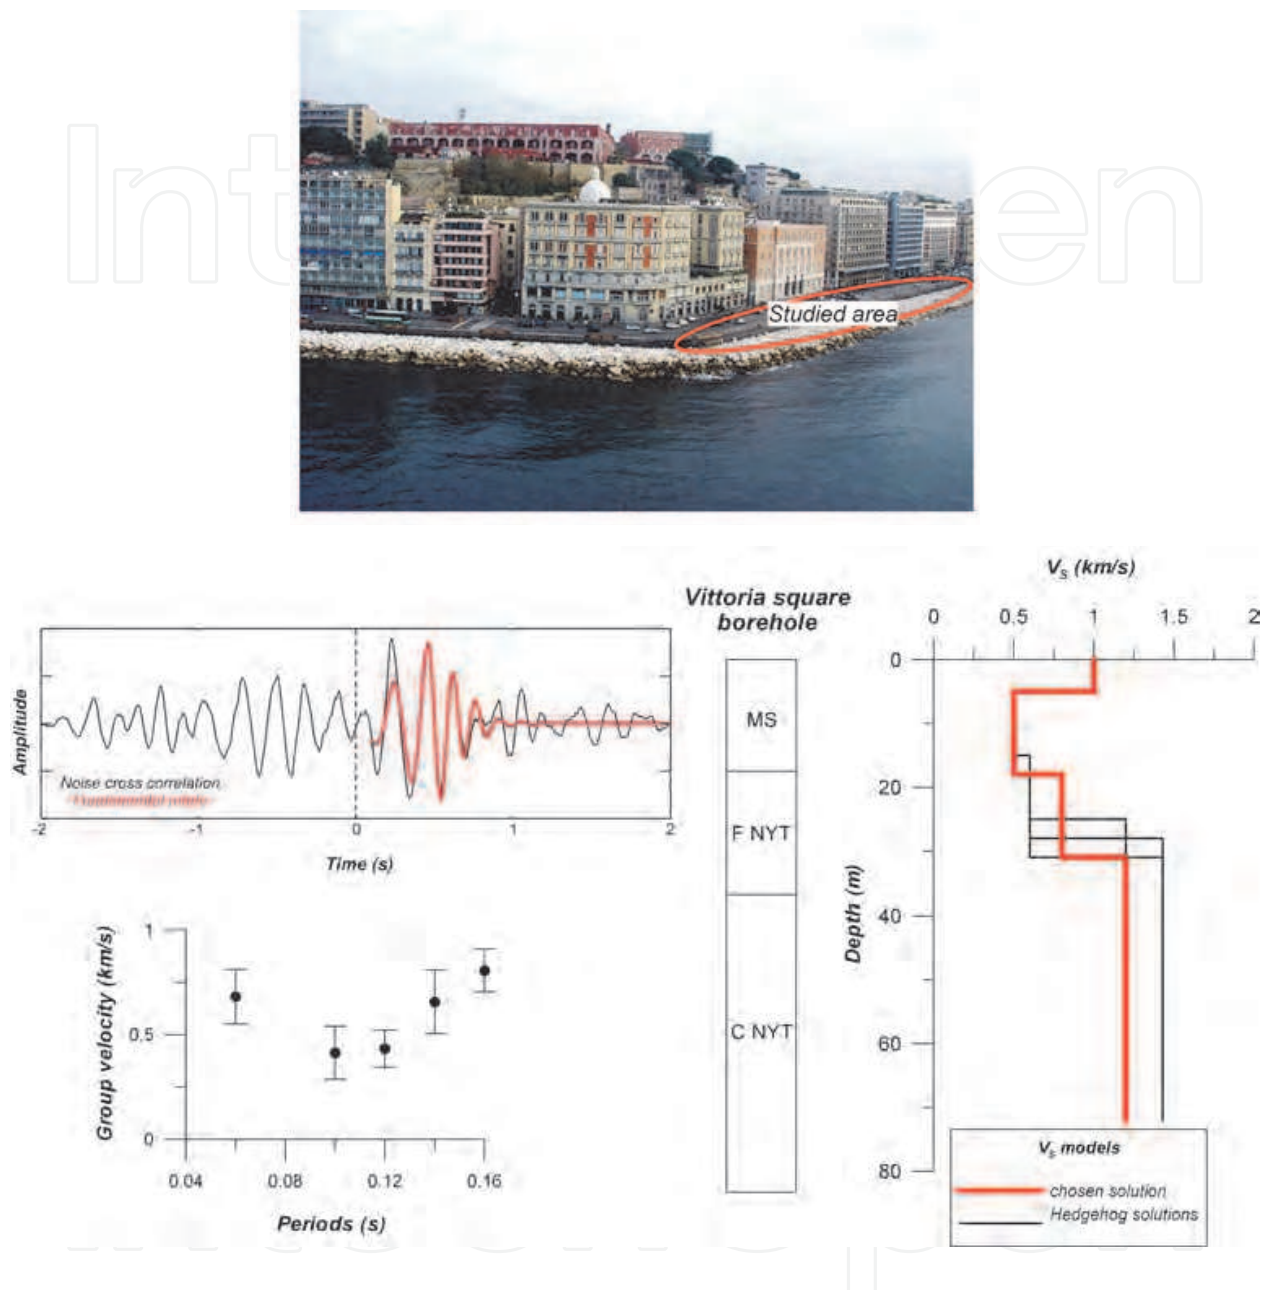 Studied area
Amplitude
Noise cross correlation
-2
-1
0
1
2
Time (s)
Group velocity (km/s)
1
0.5
0
0.04
0.08
0.12
0.16
Periods (s)
Vittoria square
borehole
MS
F NYT
C NYT
Vs (km/s)
0
0.5
1
1.5
2
Depth (m)
0
20
40
60
80
Vs models
chosen solution
Hedgehog solutions